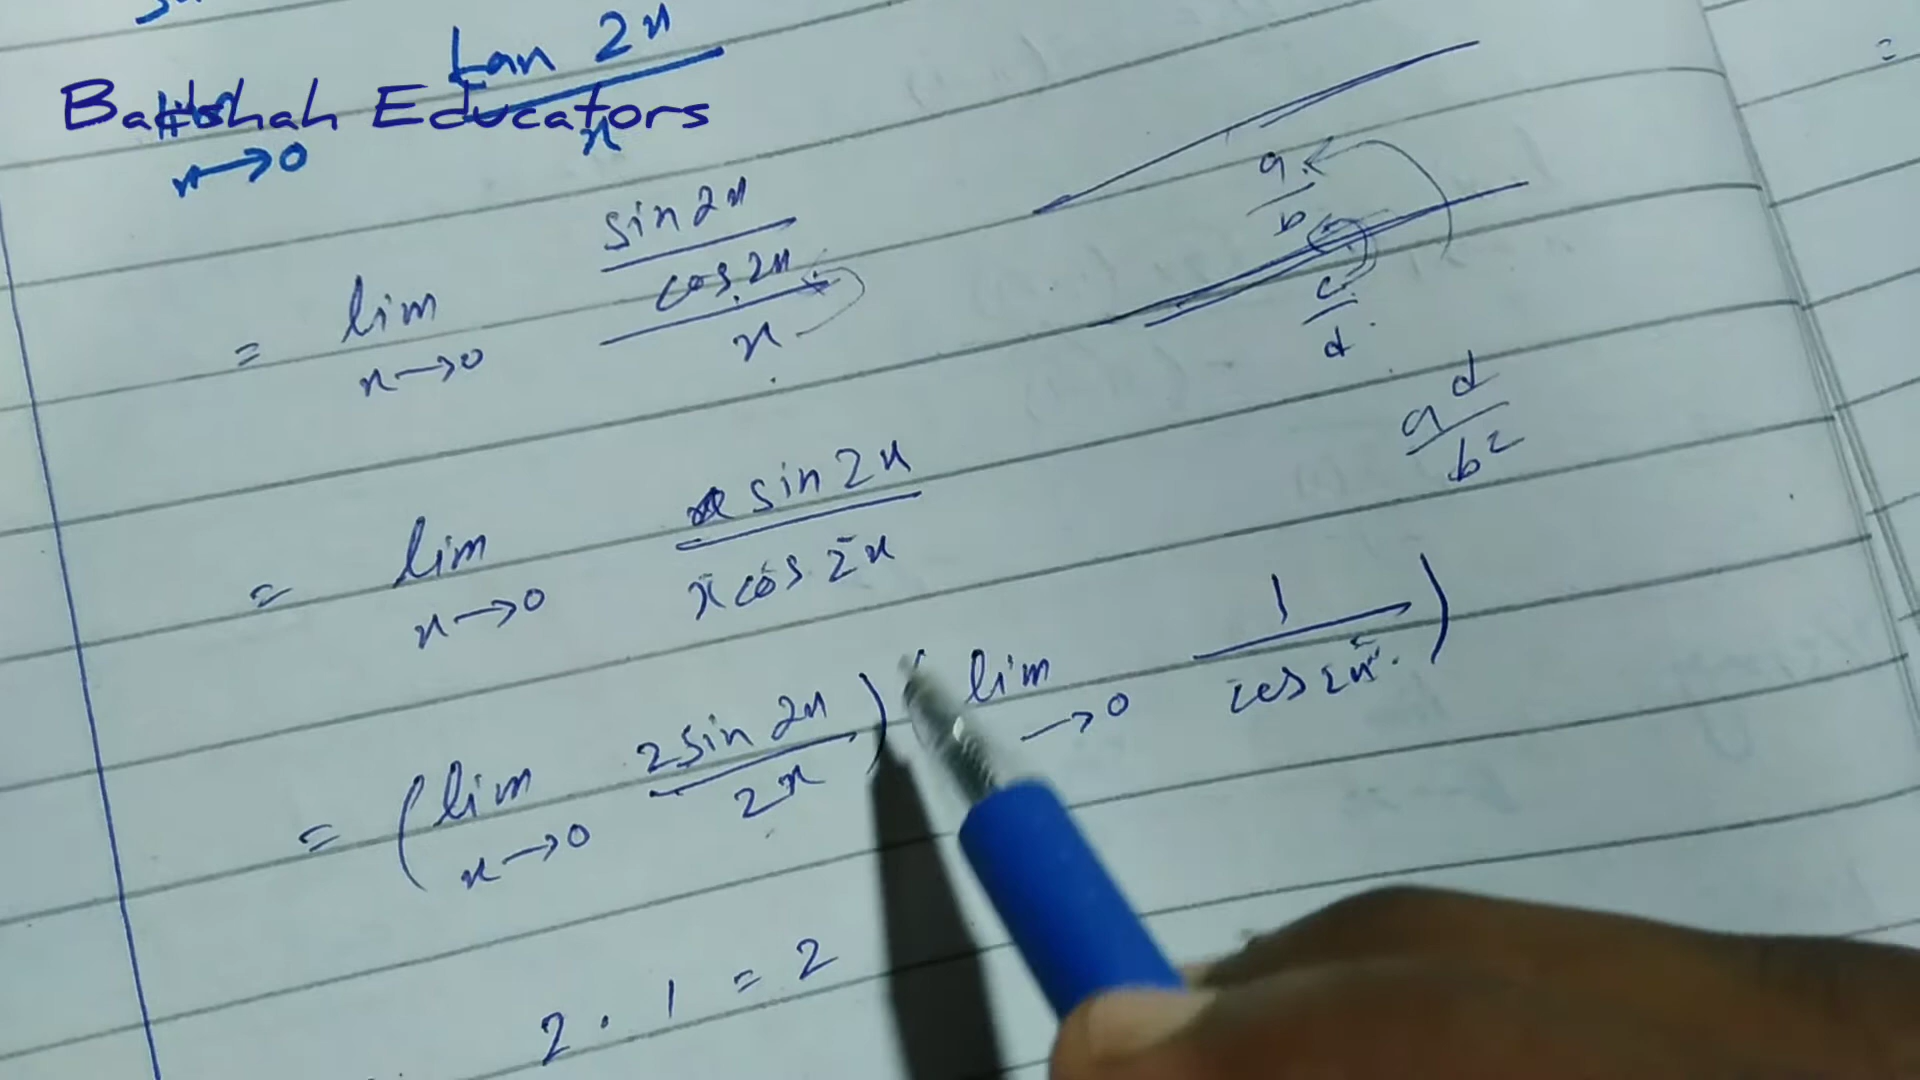 tan 2x
Badshah Educators
x
x→0
sin 2x
cos 2x
= lim
x→0
x
a
b
c
d
ad
bc
= lim
x→0
sin 2x
x cos 2x
= (lim
x→0
2 sin 2x
2x
) ( lim
→0
1
cos 2x
)
2 . 1 = 2